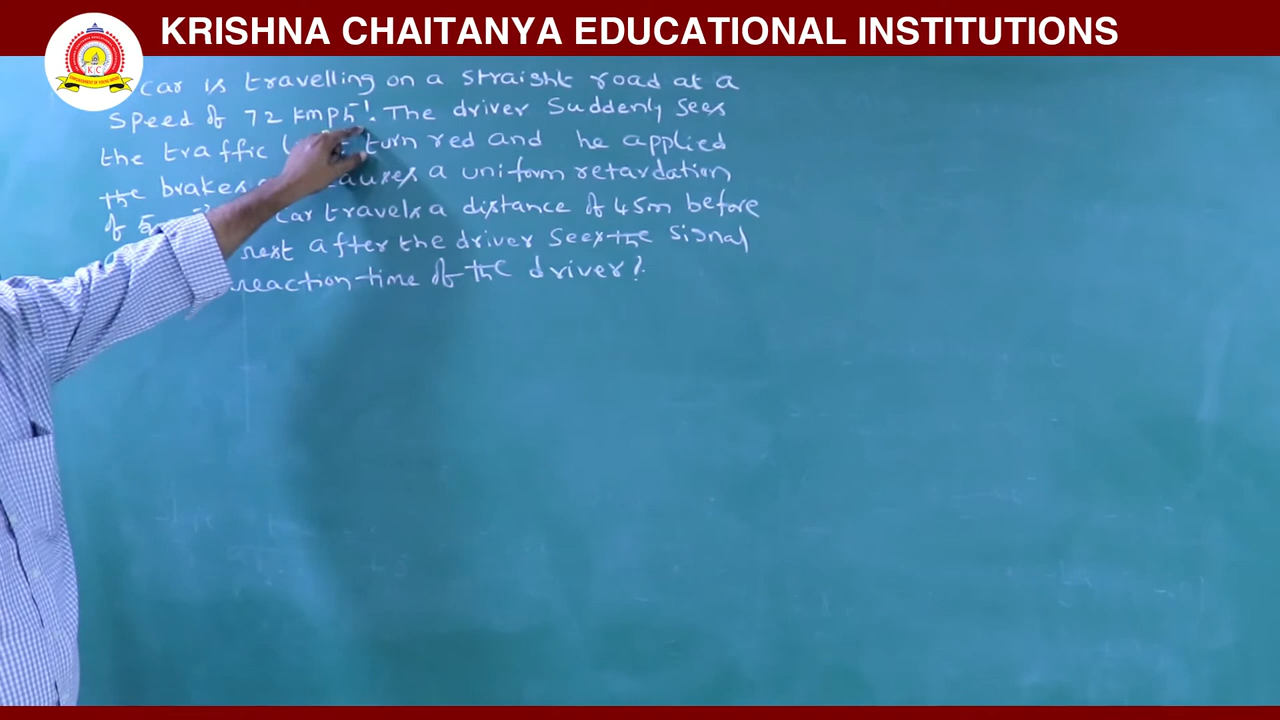 KRISHNA CHAITANYA EDUCATIONAL INSTITUTIONS
K.C
car is travelling on a straight road at a
speed of 72 kmph⁻¹. The driver suddenly sees
the traffic turn red and he applied
the brakes causes a uniform retardation
of 5 car travels a distance of 45m before
rest after the driver sees the signal
reaction time of the driver?